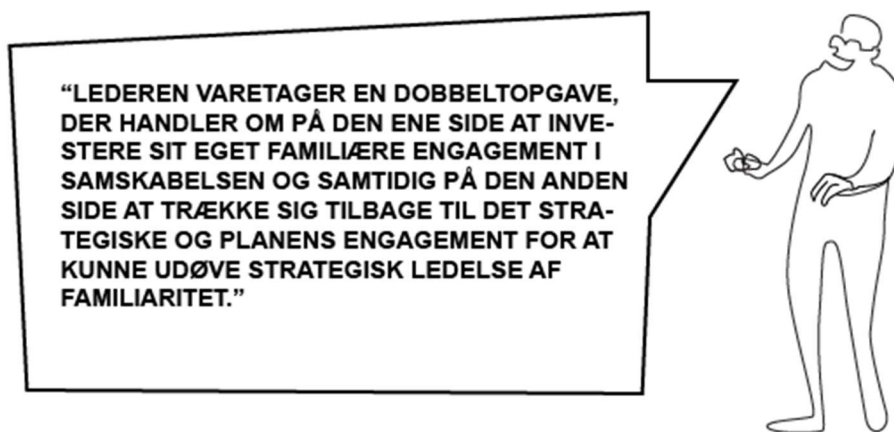 “LEDEREN VARETAGER EN DOBBELTOPGAVE,
DER HANDLER OM PÅ DEN ENE SIDE AT INVE-
STERE SIT EGET FAMILIÆRE ENGAGEMENT I
SAMSKABELSEN OG SAMTIDIG PÅ DEN ANDEN
SIDE AT TRÆKKE SIG TILBAGE TIL DET STRA-
TEGISKE OG PLANENS ENGAGEMENT FOR AT
KUNNE UDØVE STRATEGISK LEDELSE AF
FAMILIARITET.”